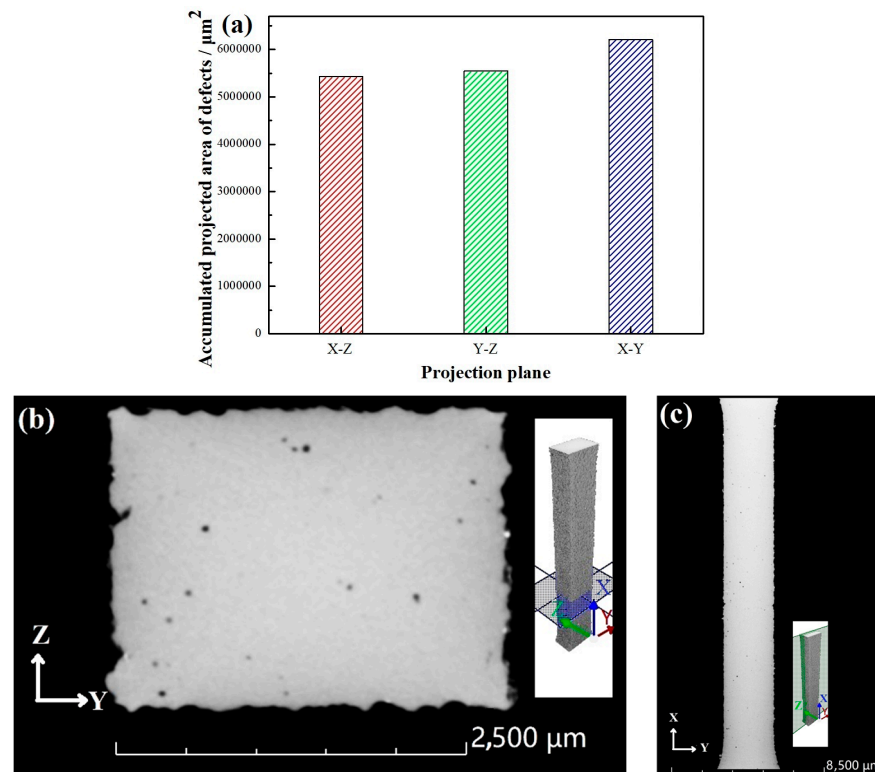 (a)
Accumulated projected area of defects / μm²
6000000
5000000
4000000
3000000
2000000
1000000
0
X-Z
Y-Z
X-Y
Projection plane
(b)
Z
Y
2,500 μm
X
Y
Z
(c)
X
Y
Z
X
Y
8,500 μm